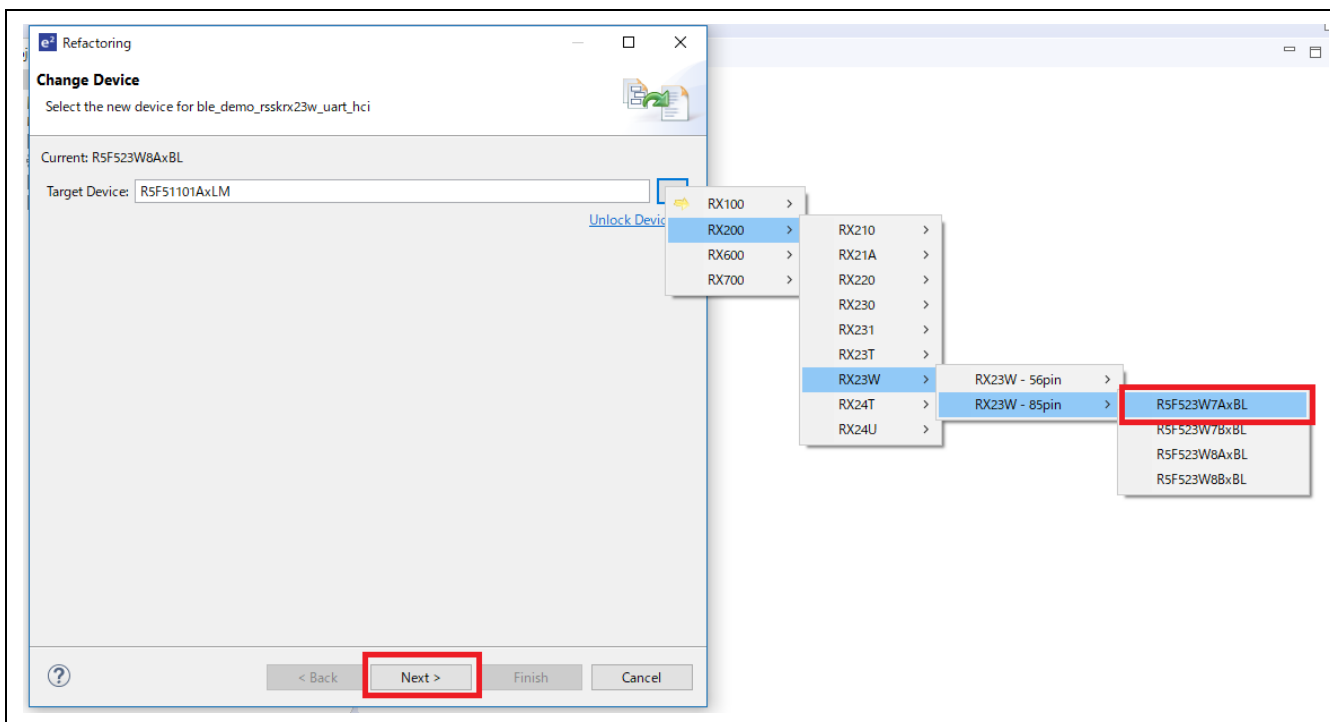 e² Refactoring
Change Device
Select the new device for ble_demo_rsskrx23w_uart_hci
Current: R5F523W8AxBL
Target Device: R5F51101AxLM
Unlock Devic
RX100
RX200
RX600
RX700
RX210
RX21A
RX220
RX230
RX231
RX23T
RX23W
RX24T
RX24U
RX23W - 56pin
RX23W - 85pin
R5F523W7AxBL
R5F523W7BxBL
R5F523W8AxBL
R5F523W8BxBL
? < Back Next > Finish Cancel